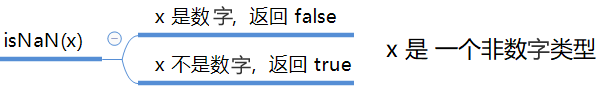 isNaN(x)
x 是数字，返回 false
x 不是数字，返回 true
x 是 一个非数字类型